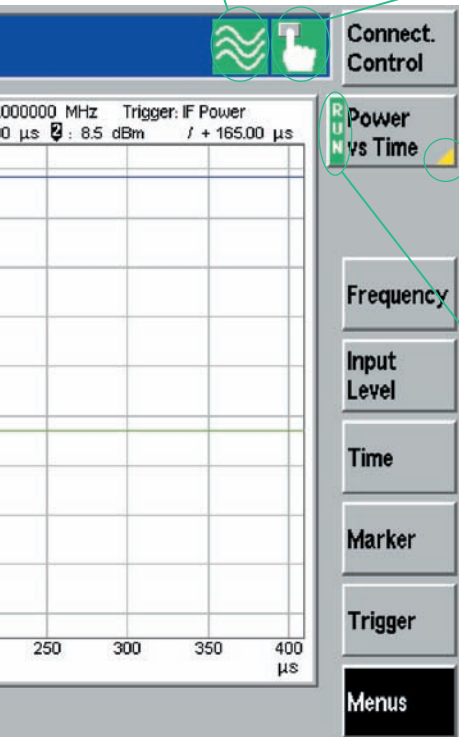 Connect.
Control
.000000 MHz Trigger: IF Power
0 µs 2 : 8.5 dBm / + 165.00 µs
RUN
Power
vs Time
Frequency
Input
Level
Time
Marker
Trigger
250 300 350 400
µs
Menus